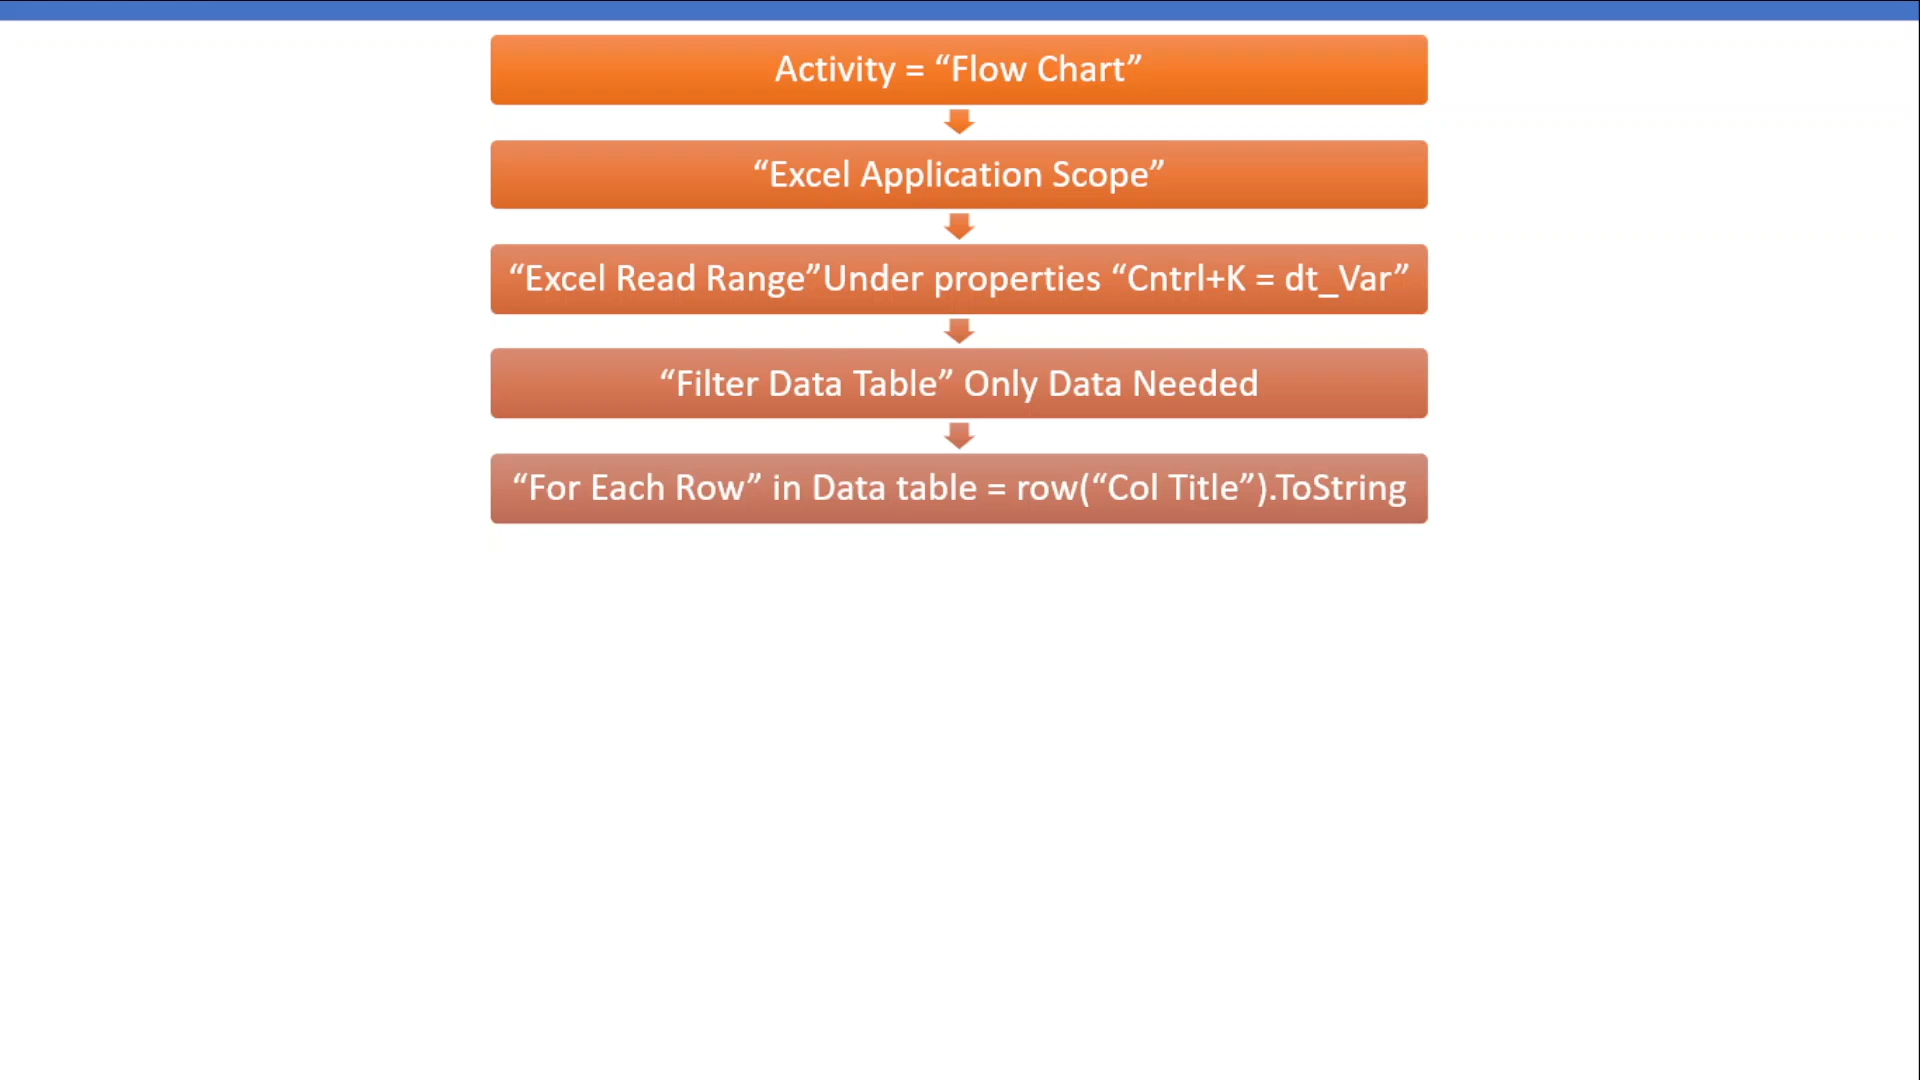 Activity = “Flow Chart”
“Excel Application Scope”
“Excel Read Range”Under properties “Cntrl+K = dt_Var”
“Filter Data Table” Only Data Needed
“For Each Row” in Data table = row(“Col Title”).ToString